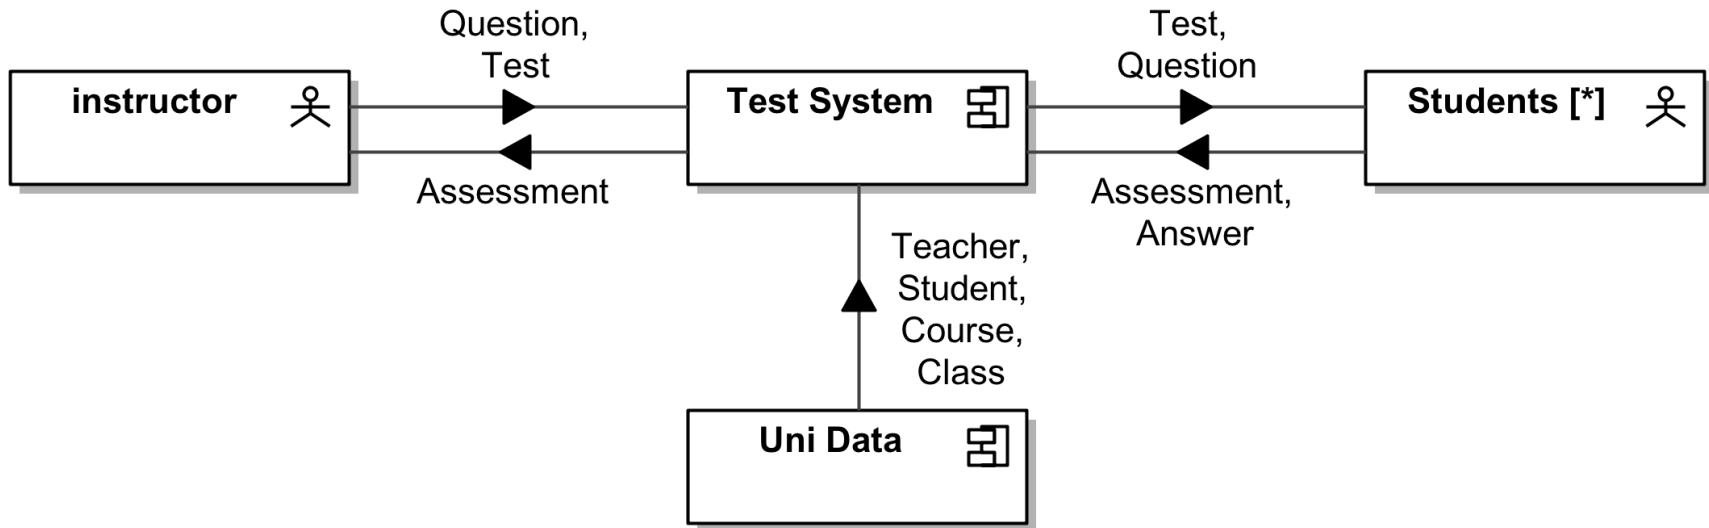 Question,
Test
Test,
Question
instructor
Test System
Students [*]
Assessment
Assessment,
Answer
Teacher,
Student,
Course,
Class
Uni Data